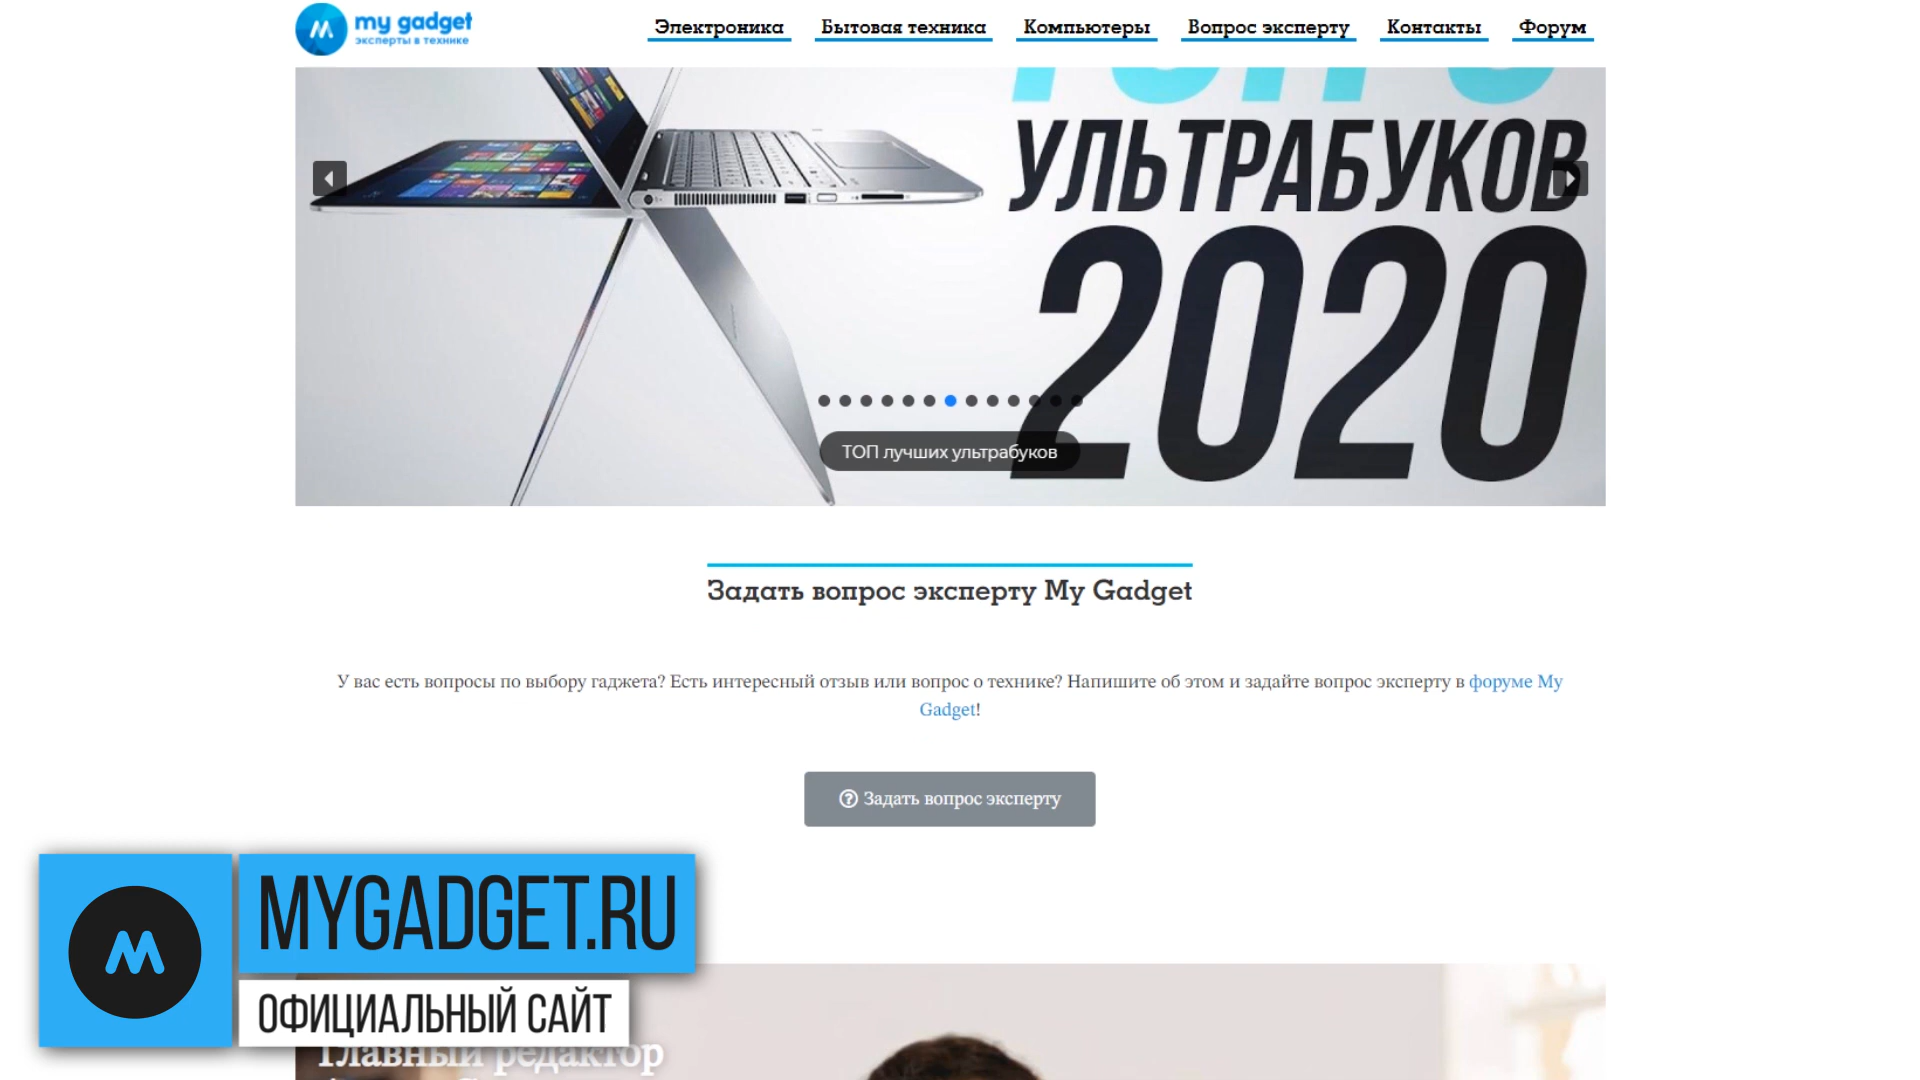 my gadget
эксперты в технике
Электроника Бытовая техника Компьютеры Вопрос эксперту Контакты Форум
УЛЬТРАБУКОВ
2020
ТОП лучших ультрабуков
Задать вопрос эксперту My Gadget
У вас есть вопросы по выбору гаджета? Есть интересный отзыв или вопрос о технике? Напишите об этом и задайте вопрос эксперту в форуме My
Gadget!
Задать вопрос эксперту
MYGADGET.RU
ОФИЦИАЛЬНЫЙ САЙТ
Главный редактор